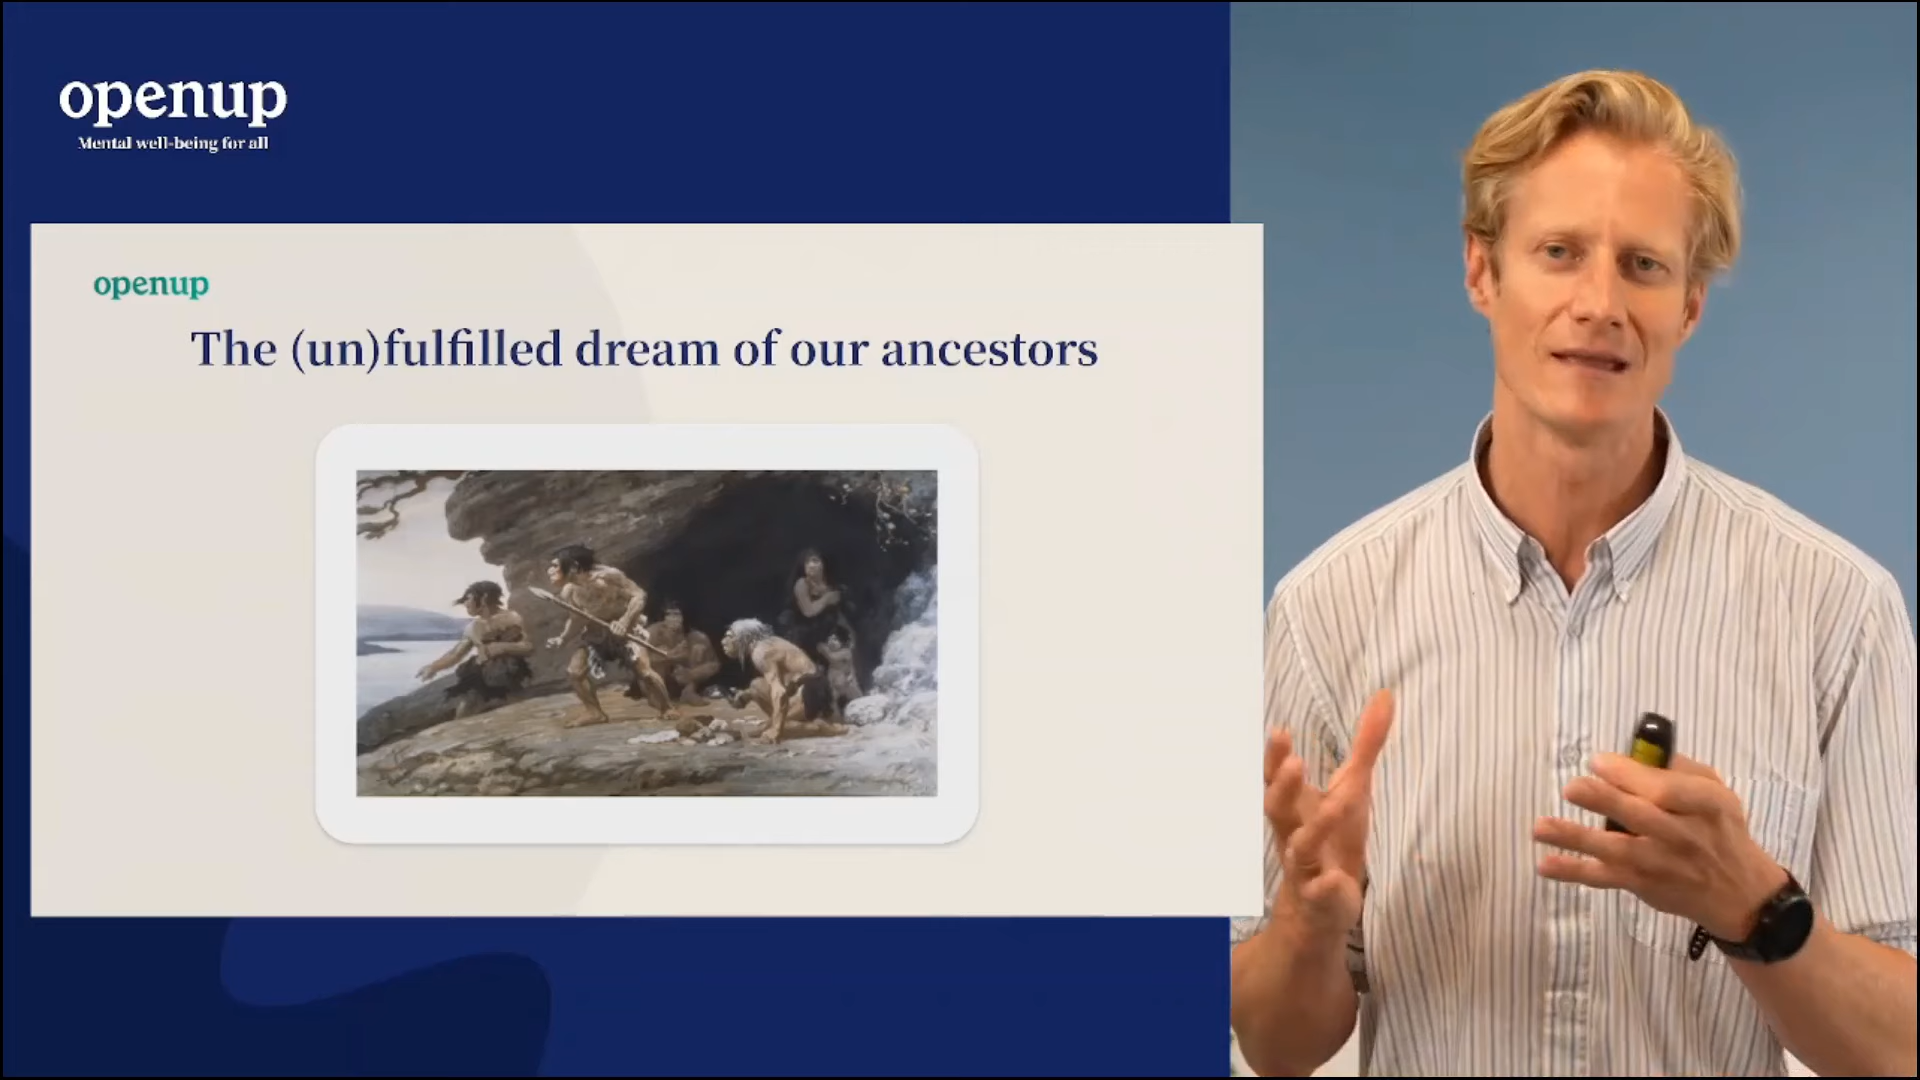 openup
Mental well-being for all
openup
The (un)fulfilled dream of our ancestors